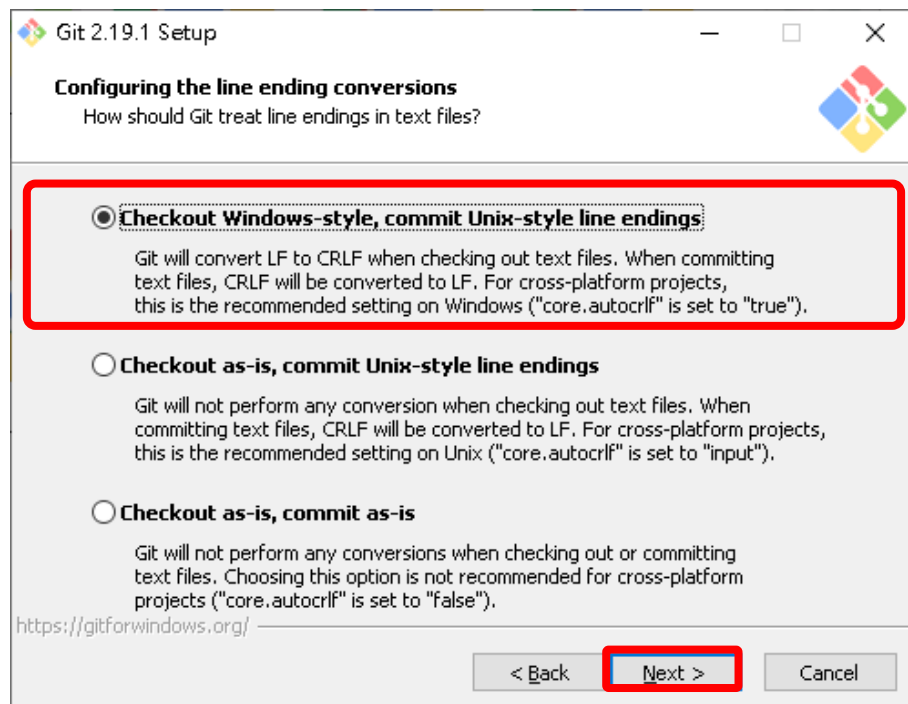 Git 2.19.1 Setup
Configuring the line ending conversions
How should Git treat line endings in text files?
Checkout Windows-style, commit Unix-style line endings
Git will convert LF to CRLF when checking out text files. When committing
text files, CRLF will be converted to LF. For cross-platform projects,
this is the recommended setting on Windows ("core.autocrlf" is set to "true").
Checkout as-is, commit Unix-style line endings
Git will not perform any conversion when checking out text files. When
committing text files, CRLF will be converted to LF. For cross-platform projects,
this is the recommended setting on Unix ("core.autocrlf" is set to "input").
Checkout as-is, commit as-is
Git will not perform any conversions when checking out or committing
text files. Choosing this option is not recommended for cross-platform
projects ("core.autocrlf" is set to "false").
https://gitforwindows.org/
< Back Next > Cancel